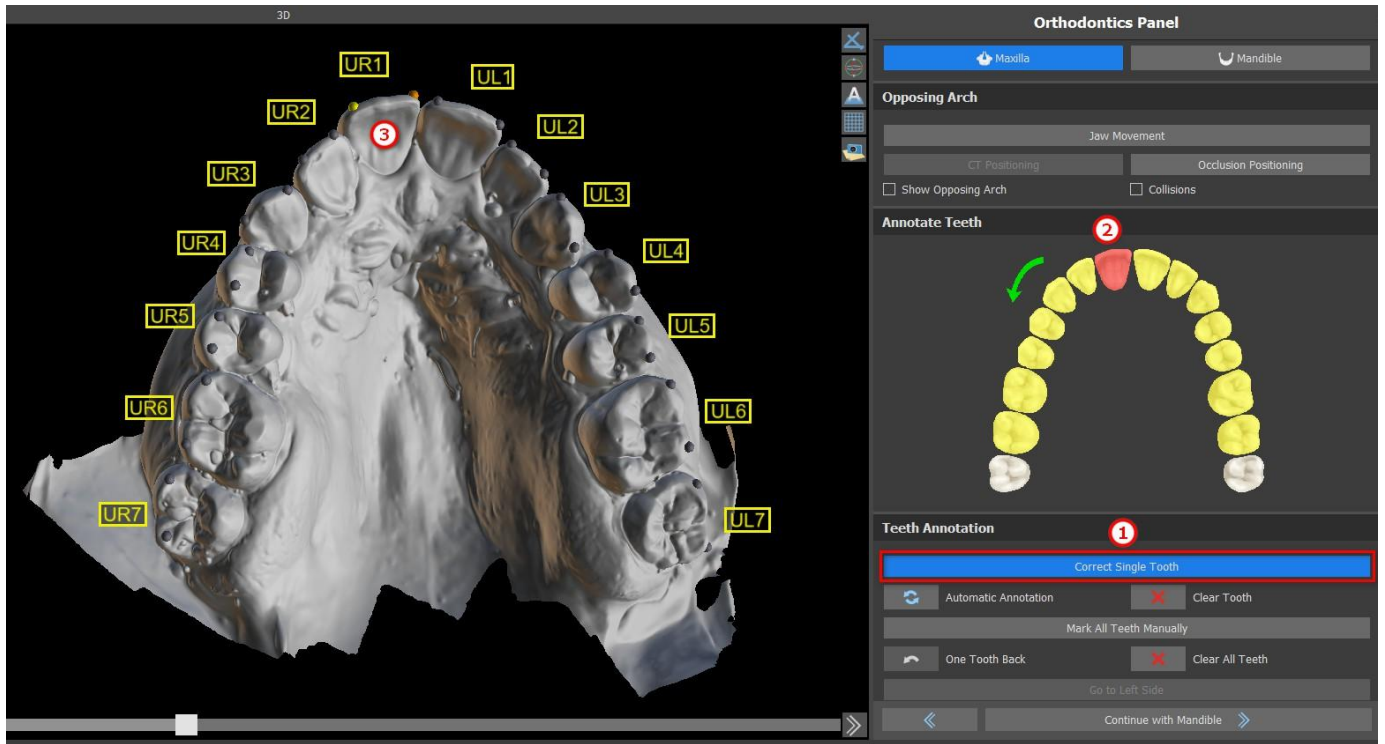 3D
UR1
UL1
UR2
UL2
3
UR3
UL3
UR4
UL4
UR5
UL5
UR6
UL6
UR7
UL7
Orthodontics Panel
Maxilla Mandible
Opposing Arch
Jaw Movement
CT Positioning Occlusion Positioning
Show Opposing Arch Collisions
Annotate Teeth
2
Teeth Annotation
1
Correct Single Tooth
Automatic Annotation Clear Tooth
Mark All Teeth Manually
One Tooth Back Clear All Teeth
Go to Left Side
Continue with Mandible